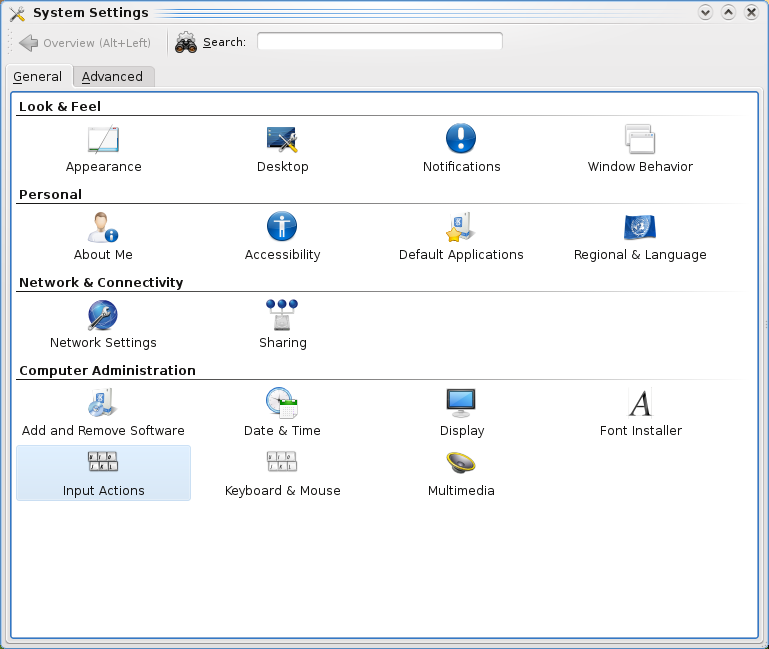 System Settings
Overview (Alt+Left) Search:
General Advanced
Look & Feel
Appearance Desktop Notifications Window Behavior
Personal
About Me Accessibility Default Applications Regional & Language
Network & Connectivity
Network Settings Sharing
Computer Administration
Add and Remove Software Date & Time Display Font Installer
Input Actions Keyboard & Mouse Multimedia